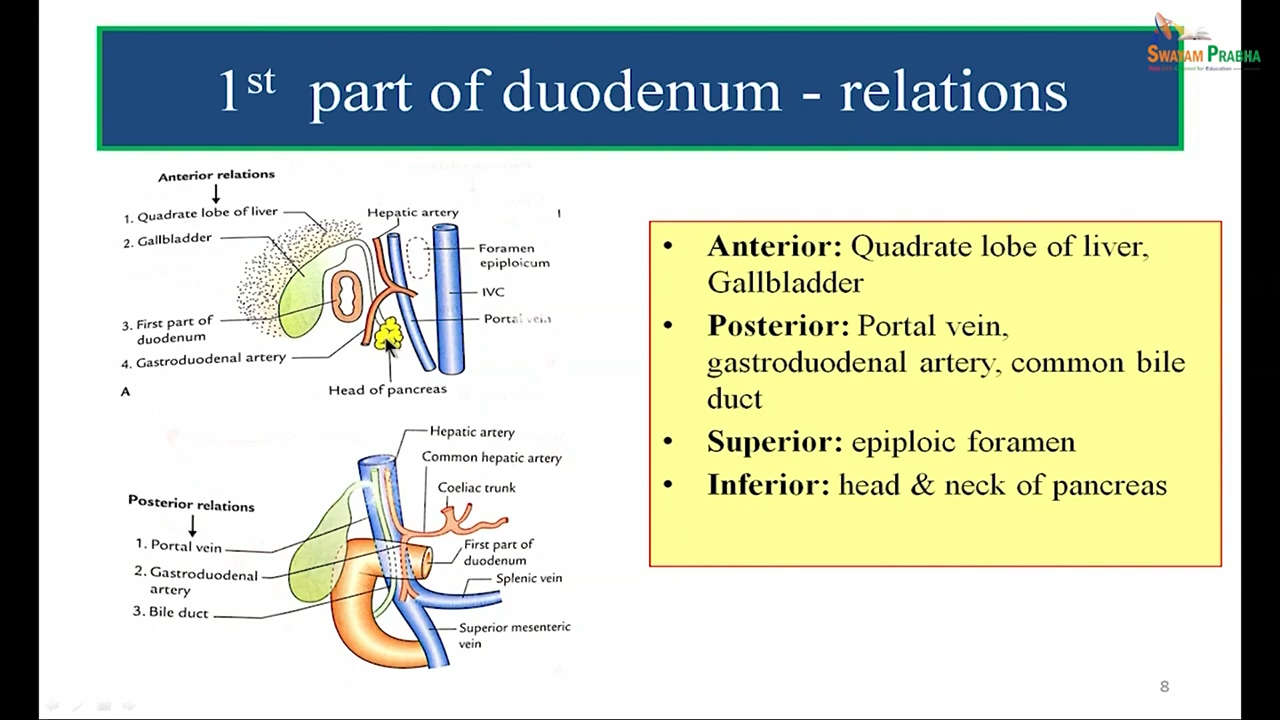 SWAYAM PRABHA
1st part of duodenum - relations
Anterior relations
1. Quadrate lobe of liver
2. Gallbladder
3. First part of
duodenum
4. Gastroduodenal artery
A
Hepatic artery
Foramen
epiploicum
IVC
Portal vein
Head of pancreas
Posterior relations
1. Portal vein
2. Gastroduodenal
artery
3. Bile duct
Hepatic artery
Common hepatic artery
Coeliac trunk
First part of
duodenum
Splenic vein
Superior mesenteric
vein
• Anterior: Quadrate lobe of liver,
Gallbladder
• Posterior: Portal vein,
gastroduodenal artery, common bile
duct
• Superior: epiploic foramen
• Inferior: head & neck of pancreas
8